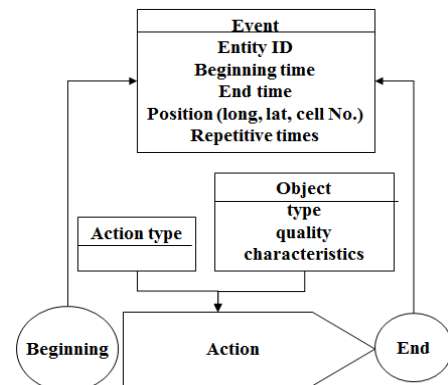 Event
Entity ID
Beginning time
End time
Position (long, lat, cell No.)
Repetitive times
Object
type
quality
characteristics
Action type
Beginning
Action
End